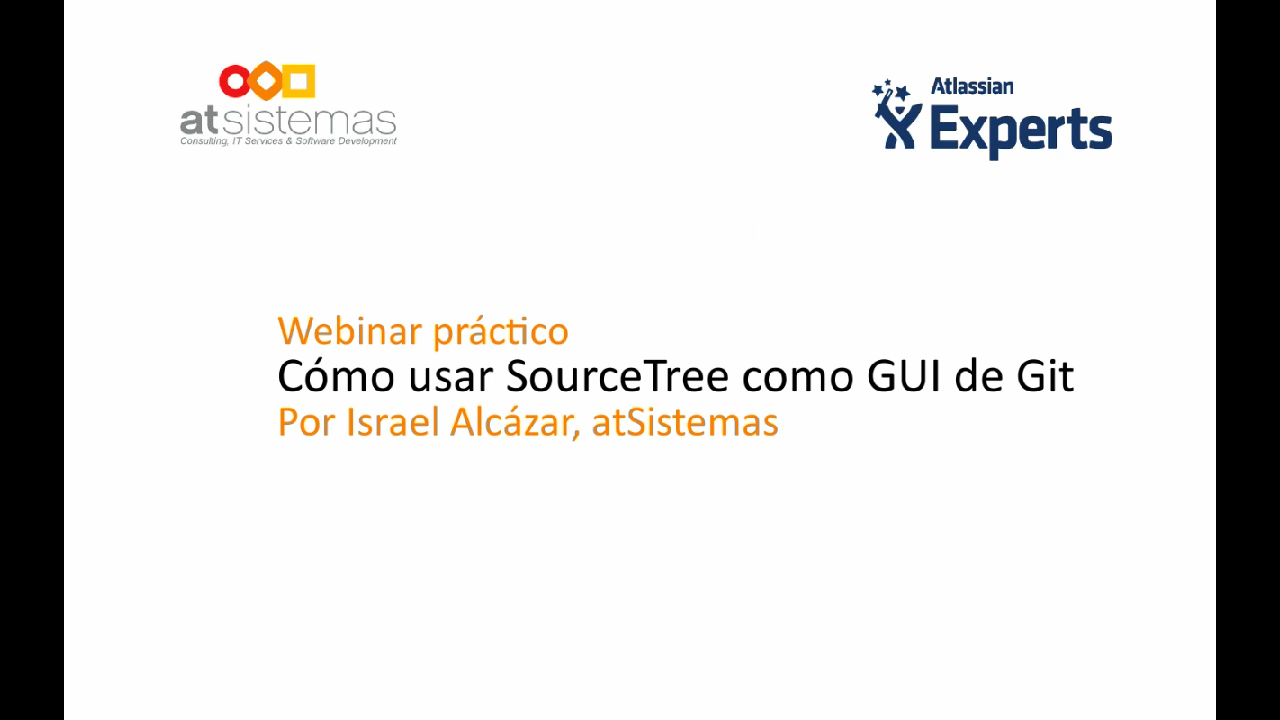 atsistemas
Consulting, IT Services & Software Development
Atlassian
Experts
Webinar práctico
Cómo usar SourceTree como GUI de Git
Por Israel Alcázar, atSistemas